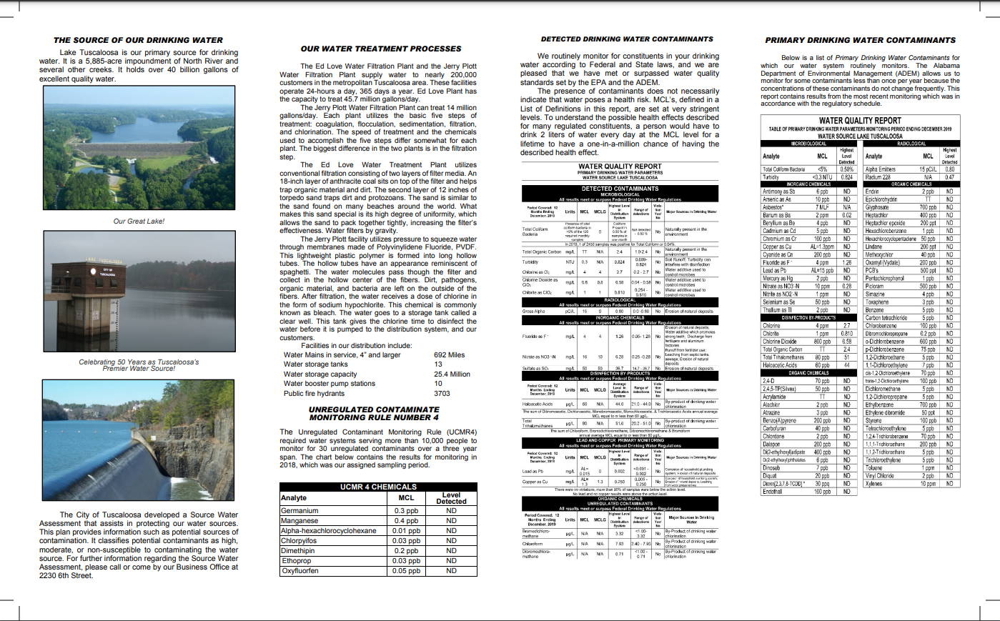 THE SOURCE OF OUR DRINKING WATER
Lake Tuscaloosa is our primary source for drinking
water. It is a 5,885-acre impoundment of North River and
several other creeks. It holds over 40 billion gallons of
excellent quality water.
Our Great Lake!
LAKE TUSCALOOSA
CITY OF
TUSCALOOSA
Celebrating 50 Years as Tuscaloosa's
Premier Water Source!
The City of Tuscaloosa developed a Source Water
Assessment that assists in protecting our water sources.
This plan provides information such as potential sources of
contamination. It classifies potential contaminants as high,
moderate, or non-susceptible to contaminating the water
source. For further information regarding the Source Water
Assessment, please call or come by our Business Office at
2230 6th Street.
OUR WATER TREATMENT PROCESSES
The Ed Love Water Filtration Plant and the Jerry Plott
Water Filtration Plant supply water to nearly 200,000
customers in the metropolitan Tuscaloosa area. These facilities
operate 24-hours a day, 365 days a year. Ed Love Plant has
the capacity to treat 45.7 million gallons/day.
The Jerry Plott Water Filtration Plant can treat 14 million
gallons/day. Each plant utilizes the basic five steps of
treatment: coagulation, flocculation, sedimentation, filtration,
and chlorination. The speed of treatment and the chemicals
used to accomplish the five steps differ somewhat for each
plant. The biggest difference in the two plants is in the filtration
step.
The Ed Love Water Treatment Plant utilizes
conventional filtration consisting of two layers of filter media. An
18-inch layer of anthracite coal sits on top of the filter and helps
trap organic material and dirt. The second layer of 12 inches of
torpedo sand traps dirt and protozoans. The sand is similar to
the sand found on many beaches around the world. What
makes this sand special is its high degree of uniformity, which
allows the sand to pack together tightly, increasing the filter's
effectiveness. Water filters by gravity.
The Jerry Plott facility utilizes pressure to squeeze water
through membranes made of Polyvinylidene Fluoride, PVDF.
This lightweight plastic polymer is formed into long hollow
tubes. The hollow tubes have an appearance reminiscent of
spaghetti. The water molecules pass though the filter and
collect in the hollow center of the fibers. Dirt, pathogens,
organic material, and bacteria are left on the outside of the
fibers. After filtration, the water receives a dose of chlorine in
the form of sodium hypochlorite. This chemical is commonly
known as bleach. The water goes to a storage tank called a
clear well. This tank gives the chlorine time to disinfect the
water before it is pumped to the distribution system, and our
customers.
Facilities in our distribution include:
Water Mains in service, 4" and larger 692 Miles
Water storage tanks 13
Water storage capacity 25.4 Million
Water booster pump stations 10
Public fire hydrants 3703
UNREGULATED CONTAMINATE
MONITORING RULE NUMBER 4
The Unregulated Contaminant Monitoring Rule (UCMR4)
required water systems serving more than 10,000 people to
monitor for 30 unregulated contaminants over a three year
span. The chart below contains the results for monitoring in
2018, which was our assigned sampling period.
UCMR 4 CHEMICALS
Analyte MCL Level Detected
Germanium 0.3 ppb ND
Manganese 0.4 ppb ND
Alpha-hexachlorocyclohexane 0.01 ppb ND
Chlorpyifos 0.03 ppb ND
Dimethipin 0.2 ppb ND
Ethoprop 0.03 ppb ND
Oxyfluorfen 0.05 ppb ND
DETECTED DRINKING WATER CONTAMINANTS
We routinely monitor for constituents in your drinking
water according to Federal and State laws, and we are
pleased that we have met or surpassed water quality
standards set by the EPA and the ADEM.
The presence of contaminants does not necessarily
indicate that water poses a health risk. MCL's, defined in a
List of Definitions in this report, are set at very stringent
levels. To understand the possible health effects described
for many regulated constituents, a person would have to
drink 2 liters of water every day at the MCL level for a
lifetime to have a one-in-a-million chance of having the
described health effect.
WATER QUALITY REPORT
PRIMARY DRINKING WATER PARAMETERS
WATER SOURCE LAKE TUSCALOOSA
DETECTED CONTAMINANTS
MICROBIOLOGICAL
All results meet or surpass Federal Drinking Water Regulations
Period Covered: 12 Months Ending December, 2019 Units MCL MCLG Highest Level in Distribution System Range of detections Viola-tion Yes/No Major Sources in Drinking Water
Total Coliform Bacteria Presence of total coliform bacteria in <5% of the 120 required monthly samples 0 Coliform Present in 0.50 % of samples in one month Not detected - 0.50 % No Naturally present in the environment
Total Organic Carbon mg/L TT N/A 2.4 1.0-2.4 No Naturally present in the environment
Turbidity NTU 0.3 N/A 0.824 0.009-0.824 No Soil Runoff; Turbidity can interfere with disinfection
Chlorine as Cl₂ mg/L 4 4 2.7 0.2 - 2.7 No Water additive used to control microbes
Chlorine Dioxide as ClO₂ mg/L 0.8 0.8 0.58 0.04 - 0.58 No Water additive used to control microbes
Chlorite as ClO₂ mg/L 1 1 0.810 0.254 - 0.810 No Water additive used to control microbes
RADIOLOGICAL
All results meet or surpass Federal Drinking Water Regulations
Gross Alpha pCi/L 15 0 0.80 0.0 -0.80 No Erosion of natural deposits
INORGANIC CHEMICALS
All results meet or surpass Federal Drinking Water Regulations
Fluoride as F⁻ mg/L 4 4 1.26 0.05- 1.26 No Erosion of natural deposits, Water additive which promotes strong teeth; Discharge from fertilizers and aluminum factories
Nitrate as NO3⁻-N mg/L 10 10 0.28 0.25 -0.28 No Runoff from fertilizer use; Leaching from septic tanks, sewage; Erosion of natural deposits
Sulfate as SO₄ mg/L 50 50 36.7 14.7 - 36.7 No Erosion of natural deposits.
DISINFECTION BY-PRODUCTS
All results meet or surpass Federal Drinking Water Regulations
Period Covered: 12 Months Ending December, 2019 Units MCL MCLG Average Level in Distribution System Range of detections Viola-tion Yes/No Major Sources in Drinking Water
Haloacetic Acids µg/L 60 N/A 44.0 21.0 - 44.0 No By-product of drinking water chlorination
The sum of Dibromoacetic, Dichloroacetic, Monobromoacetic, Monochloroacetic, & Trichloroacetic Acids annual average
MCL equal to or less than 60 µg/L.
Total Trihalomethanes µg/L 80 N/A 51.0 20.2 - 51.0 No By-product of drinking water chlorination
The sum of Chloroform, Bromodichloromethane, Dibromochloromethane & Bromoform
annual average MCL equal to or less than 80 µg/L.
LEAD AND COPPER PRIMARY MONITORING
All results meet or surpass Federal Drinking Water Regulations
Period Covered: 12 Months Ending December, 2019 Units MCL MCLG Highest Level in Distribution System Range of detections Viola-tion Yes/No Major Sources in Drinking Water
Lead as Pb mg/L AL= 0.015 0 0.002 <0.001 - 0.002 No Corrosion of household plumbing system; Erosion of natural deposits
Copper as Cu mg/L AL= 1.3 1.3 0.250 0.005 - 0.250 No
There were no violations, more than 90% of samples were below the action level.
No lead and no copper results were above the action level.
ORGANIC CHEMICALS
UNREGULATED CONTAMINANTS
All results meet or surpass Federal Drinking Water Regulations
Period Covered: 12 Months Ending December, 2019 Units MCL MCLG Highest Level in Distribution System Range of detections Viola-tion Yes/No Major Sources in Drinking Water
Bromodichloro-methane µg/L N/A N/A 3.32 <1.00- 3.32 No By-Product of drinking water chlorination
Chloroform µg/L N/A N/A 7.93 2.40 - 7.93 No By-Product of drinking water chlorination
Dibromochloro-methane µg/L N/A N/A 0.71 <1.00 - 0.71 No By-Product of drinking water chlorination
PRIMARY DRINKING WATER CONTAMINANTS
Below is a list of Primary Drinking Water Contaminants for
which our water system routinely monitors. The Alabama
Department of Environmental Management (ADEM) allows us to
monitor for some contaminants less than once per year because the
concentrations of these contaminants do not change frequently. This
report contains results from the most recent monitoring which was in
accordance with the regulatory schedule.
WATER QUALITY REPORT
TABLE OF PRIMARY DRINKING WATER PARAMETERS MONITORING PERIOD ENDING DECEMBER 2019
WATER SOURCE LAKE TUSCALOOSA
MICROBIOLOGICAL
Analyte MCL Highest Level Detected
Total Coliform Bacteria <5% 0.50%
Turbidity <0.3 NTU 0.824
INORGANIC CHEMICALS
Antimony as Sb 6 ppb ND
Arsenic as As 10 ppb ND
Asbestos* 7 MLF N/A
Barium as Ba 2 ppm 0.02
Beryllium as Be 4 ppb ND
Cadmium as Cd 5 ppb ND
Chromium as Cr 100 ppb ND
Copper as Cu AL=1.3ppm ND
Cyanide as Cn 200 ppb ND
Fluoride as F⁻ 4 ppm 1.26
Lead as Pb AL=15 ppb ND
Mercury as Hg 2 ppb ND
Nitrate as NO3⁻-N 10 ppm 0.28
Nitrite as NO2⁻-N 1 ppm ND
Selenium as Se 50 ppb ND
Thallium as Tl 2 ppb ND
DISINFECTION BY-PRODUCTS
Chlorine 4 ppm 2.7
Chlorite 1 ppm 0.810
Chlorine Dioxide 800 ppb 0.58
Total Organic Carbon TT 2.4
Total Trihalomethanes 80 ppb 51
Haloacetic Acids 60 ppb 44
ORGANIC CHEMICALS
2,4-D 70 ppb ND
2,4,5-TP(Silvex) 50 ppb ND
Acrylamide TT ND
Alachlor 2 ppb ND
Atrazine 3 ppb ND
Benzo(A)pyrene 200 ppb ND
Carbofuran 40 ppb ND
Chlordane 2 ppb ND
Dalapon 200 ppb ND
Di(2-ethylhexyl)adipate 400 ppb ND
Di(2-ethylhexyl)phthalates 6 ppb ND
Dinoseb 7 ppb ND
Diquat 20 ppb ND
Dioxin[2,3,7,8-TCDD]* 30 ppq ND
Endothall 100 ppb ND
RADIOLOGICAL
Analyte MCL Highest Level Detected
Alpha Emitters 15 pCi/L 0.80
Radium 228 N/A 0.47
ORGANIC CHEMICALS
Endrin 2 ppb ND
Epichlorohydrin TT ND
Glyphosate 700 ppb ND
Heptachlor 400 ppt ND
Heptachlor epoxide 200 ppt ND
Hexachlorobenzene 1 ppb ND
Hexachlorocyclopentadiene 50 ppb ND
Lindane 200 ppt ND
Methoxychlor 40 ppb ND
Oxamyl (Vydate) 200 ppb ND
PCB's 500 ppt ND
Pentachlorophenol 1 ppb ND
Picloram 500 ppb ND
Simazine 4 ppb ND
Toxaphene 3 ppb ND
Benzene 5 ppb ND
Carbon tetrachloride 5 ppb ND
Chlorobenzene 100 ppb ND
Dibromochloropropane 0.2 ppb ND
o-Dichlorobenzene 600 ppb ND
p-Dichlorobenzene 75 ppb ND
1,2-Dichloroethane 5 ppb ND
1,1-Dichloroethylene 7 ppb ND
cis-1,2-Dichloroethylene 70 ppb ND
trans-1,2-Dichloroethylene 100 ppb ND
Dichloromethane 5 ppb ND
1,2-Dichloropropane 5 ppb ND
Ethylbenzene 700 ppb ND
Ethylene dibromide 50 ppt ND
Styrene 100 ppb ND
Tetrachloroethylene 5 ppb ND
1,2,4-Trichlorobenzene 70 ppb ND
1,1,1-Trichloroethane 200 ppb ND
1,1,2-Trichloroethane 5 ppb ND
Trichloroethylene 5 ppb ND
Toluene 1 ppm ND
Vinyl Chloride 2 ppb ND
Xylenes 10 ppm ND